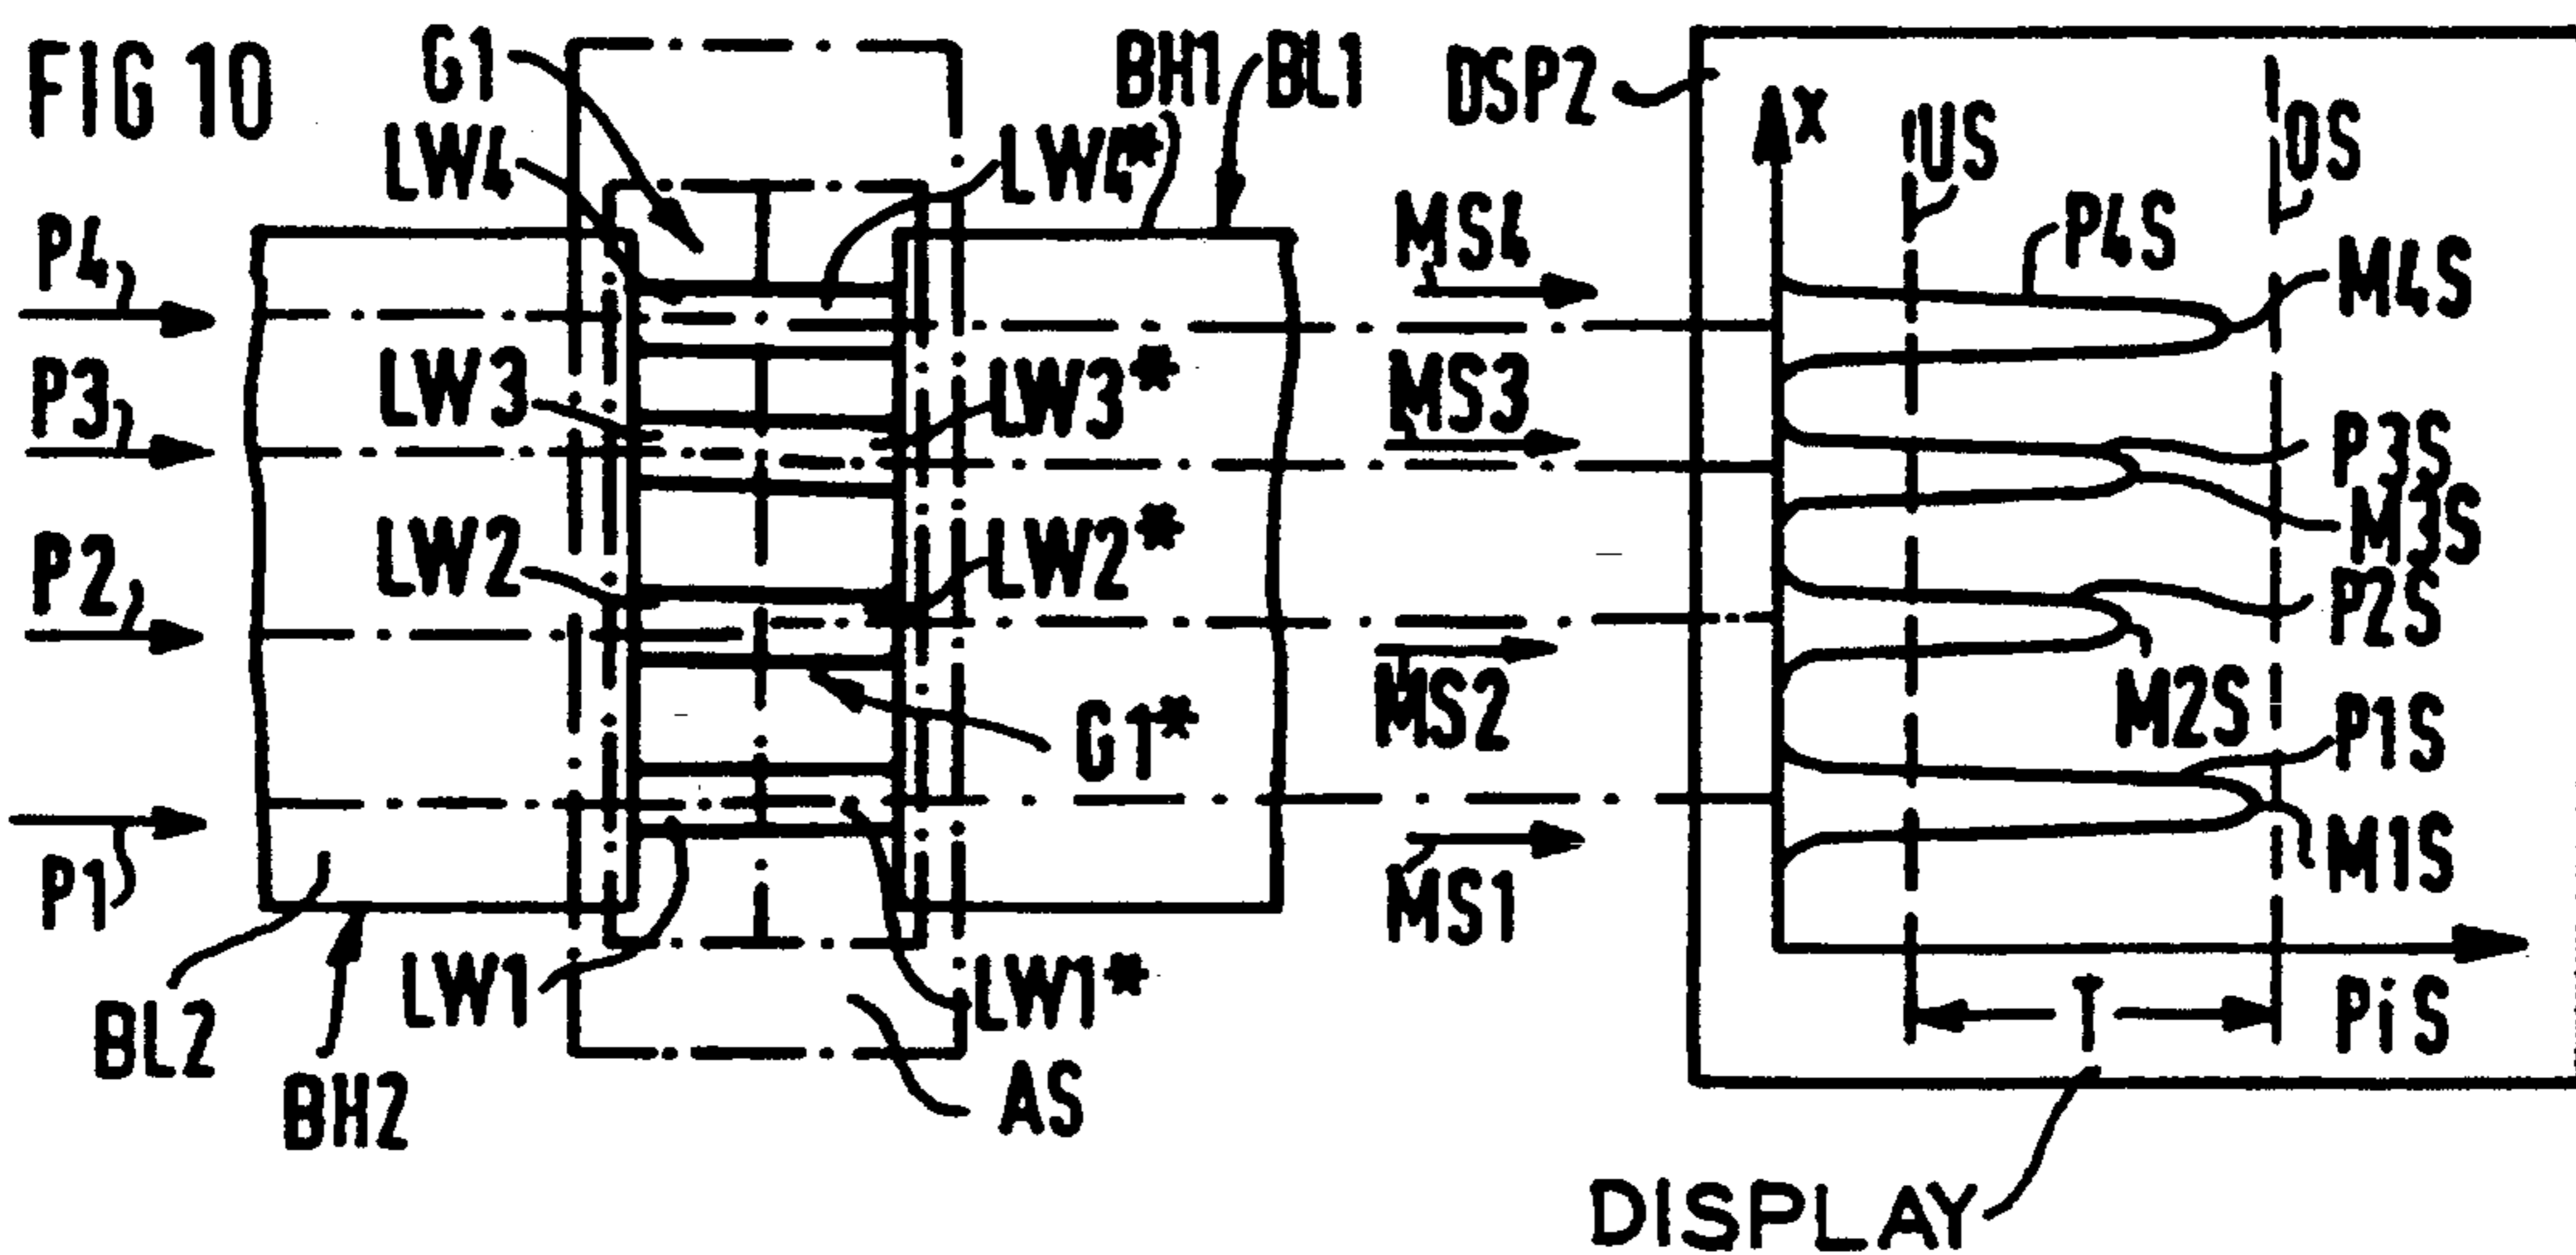 FIG 10
G1
BH1
BL1
DSP2
X
US
OS
LW4
LW4*
P4
MS4
P4S
M4S
P3
LW3
LW3*
MS3
P3S
M3S
P2
LW2
LW2*
MS2
P2S
M2S
G1*
P1S
P1
MS1
M1S
LW1
LW1*
T
PiS
BL2
BH2
AS
DISPLAY